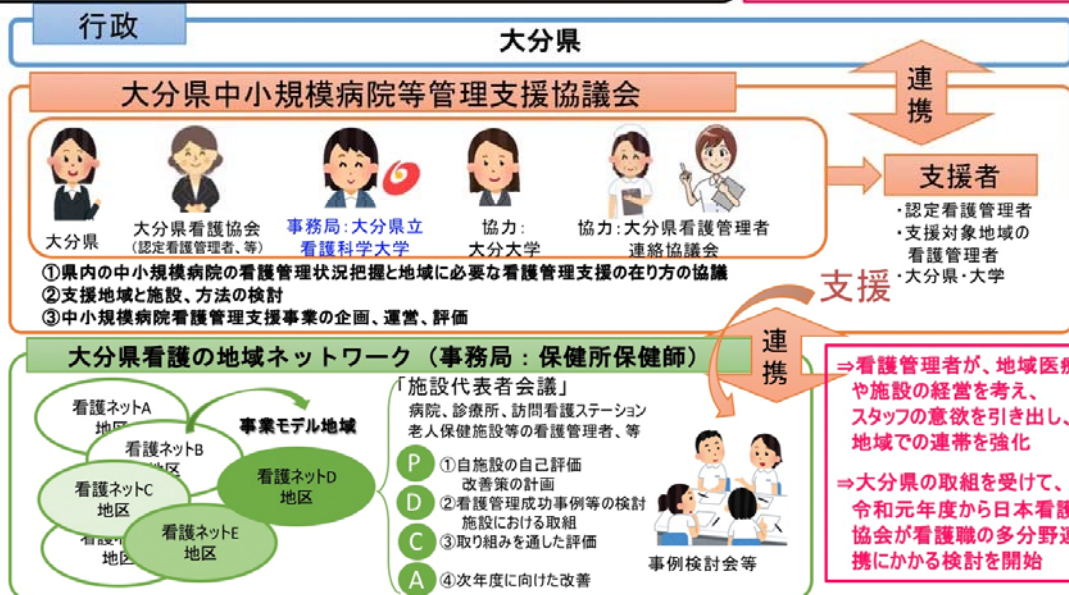 行政
大分県
大分県中小規模病院等管理支援協議会
連携
大分県
大分県看護協会
(認定看護管理者、等)
事務局:大分県立
看護科学大学
協力:
大分大学
協力:大分県看護管理者
連絡協議会
支援者
・認定看護管理者
・支援対象地域の
看護管理者
・大分県・大学
①県内の中小規模病院の看護管理状況把握と地域に必要な看護管理支援の在り方の協議
②支援地域と施設、方法の検討
③中小規模病院看護管理支援事業の企画、運営、評価
支援
連携
大分県看護の地域ネットワーク(事務局:保健所保健師)
看護ネットA
地区
看護ネットB
地区
看護ネットC
地区
看護ネットE
地区
地区
事業モデル地域
看護ネットD
地区
「施設代表者会議」
病院、診療所、訪問看護ステーション
老人保健施設等の看護管理者、等
P ①自施設の自己評価
改善策の計画
D ②看護管理成功事例等の検討
施設における取組
C ③取り組みを通した評価
A ④次年度に向けた改善
事例検討会等
⇒看護管理者が、地域医療
や施設の経営を考え、
スタッフの意欲を引き出し、
地域での連帯を強化
⇒大分県の取組を受けて、
令和元年度から日本看護
協会が看護職の多分野連
携にかかる検討を開始